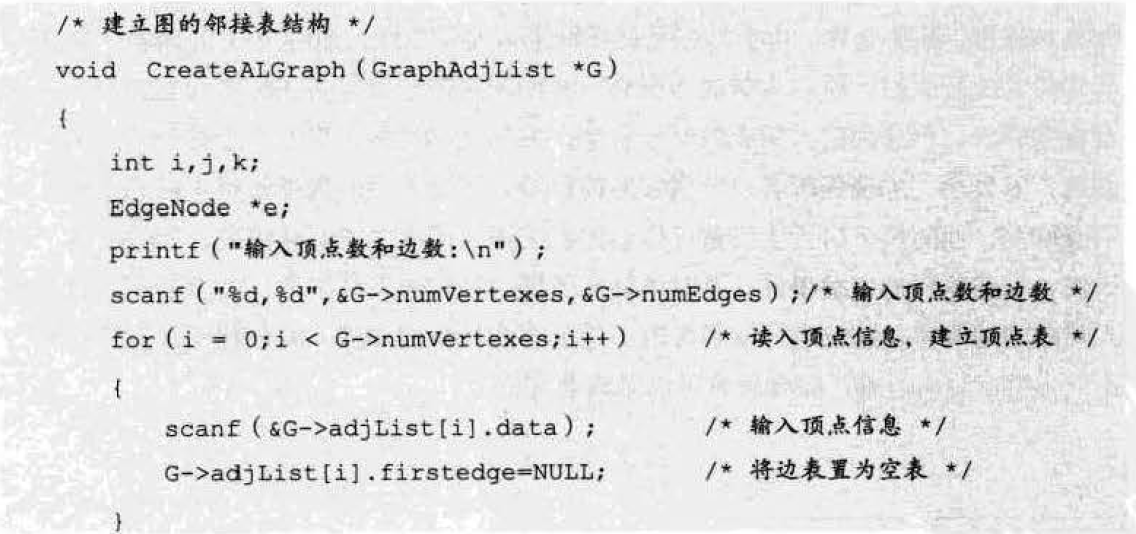 /* 建立图的邻接表结构 */
void CreateALGraph(GraphAdjList *G)
{
int i,j,k;
EdgeNode *e;
printf("输入顶点数和边数:\n");
scanf("%d,%d",&G->numVertexes,&G->numEdges);/* 输入顶点数和边数 */
for(i = 0;i < G->numVertexes;i++) /* 读入顶点信息，建立顶点表 */
{
scanf(&G->adjList[i].data); /* 输入顶点信息 */
G->adjList[i].firstedge=NULL; /* 将边表置为空表 */
}